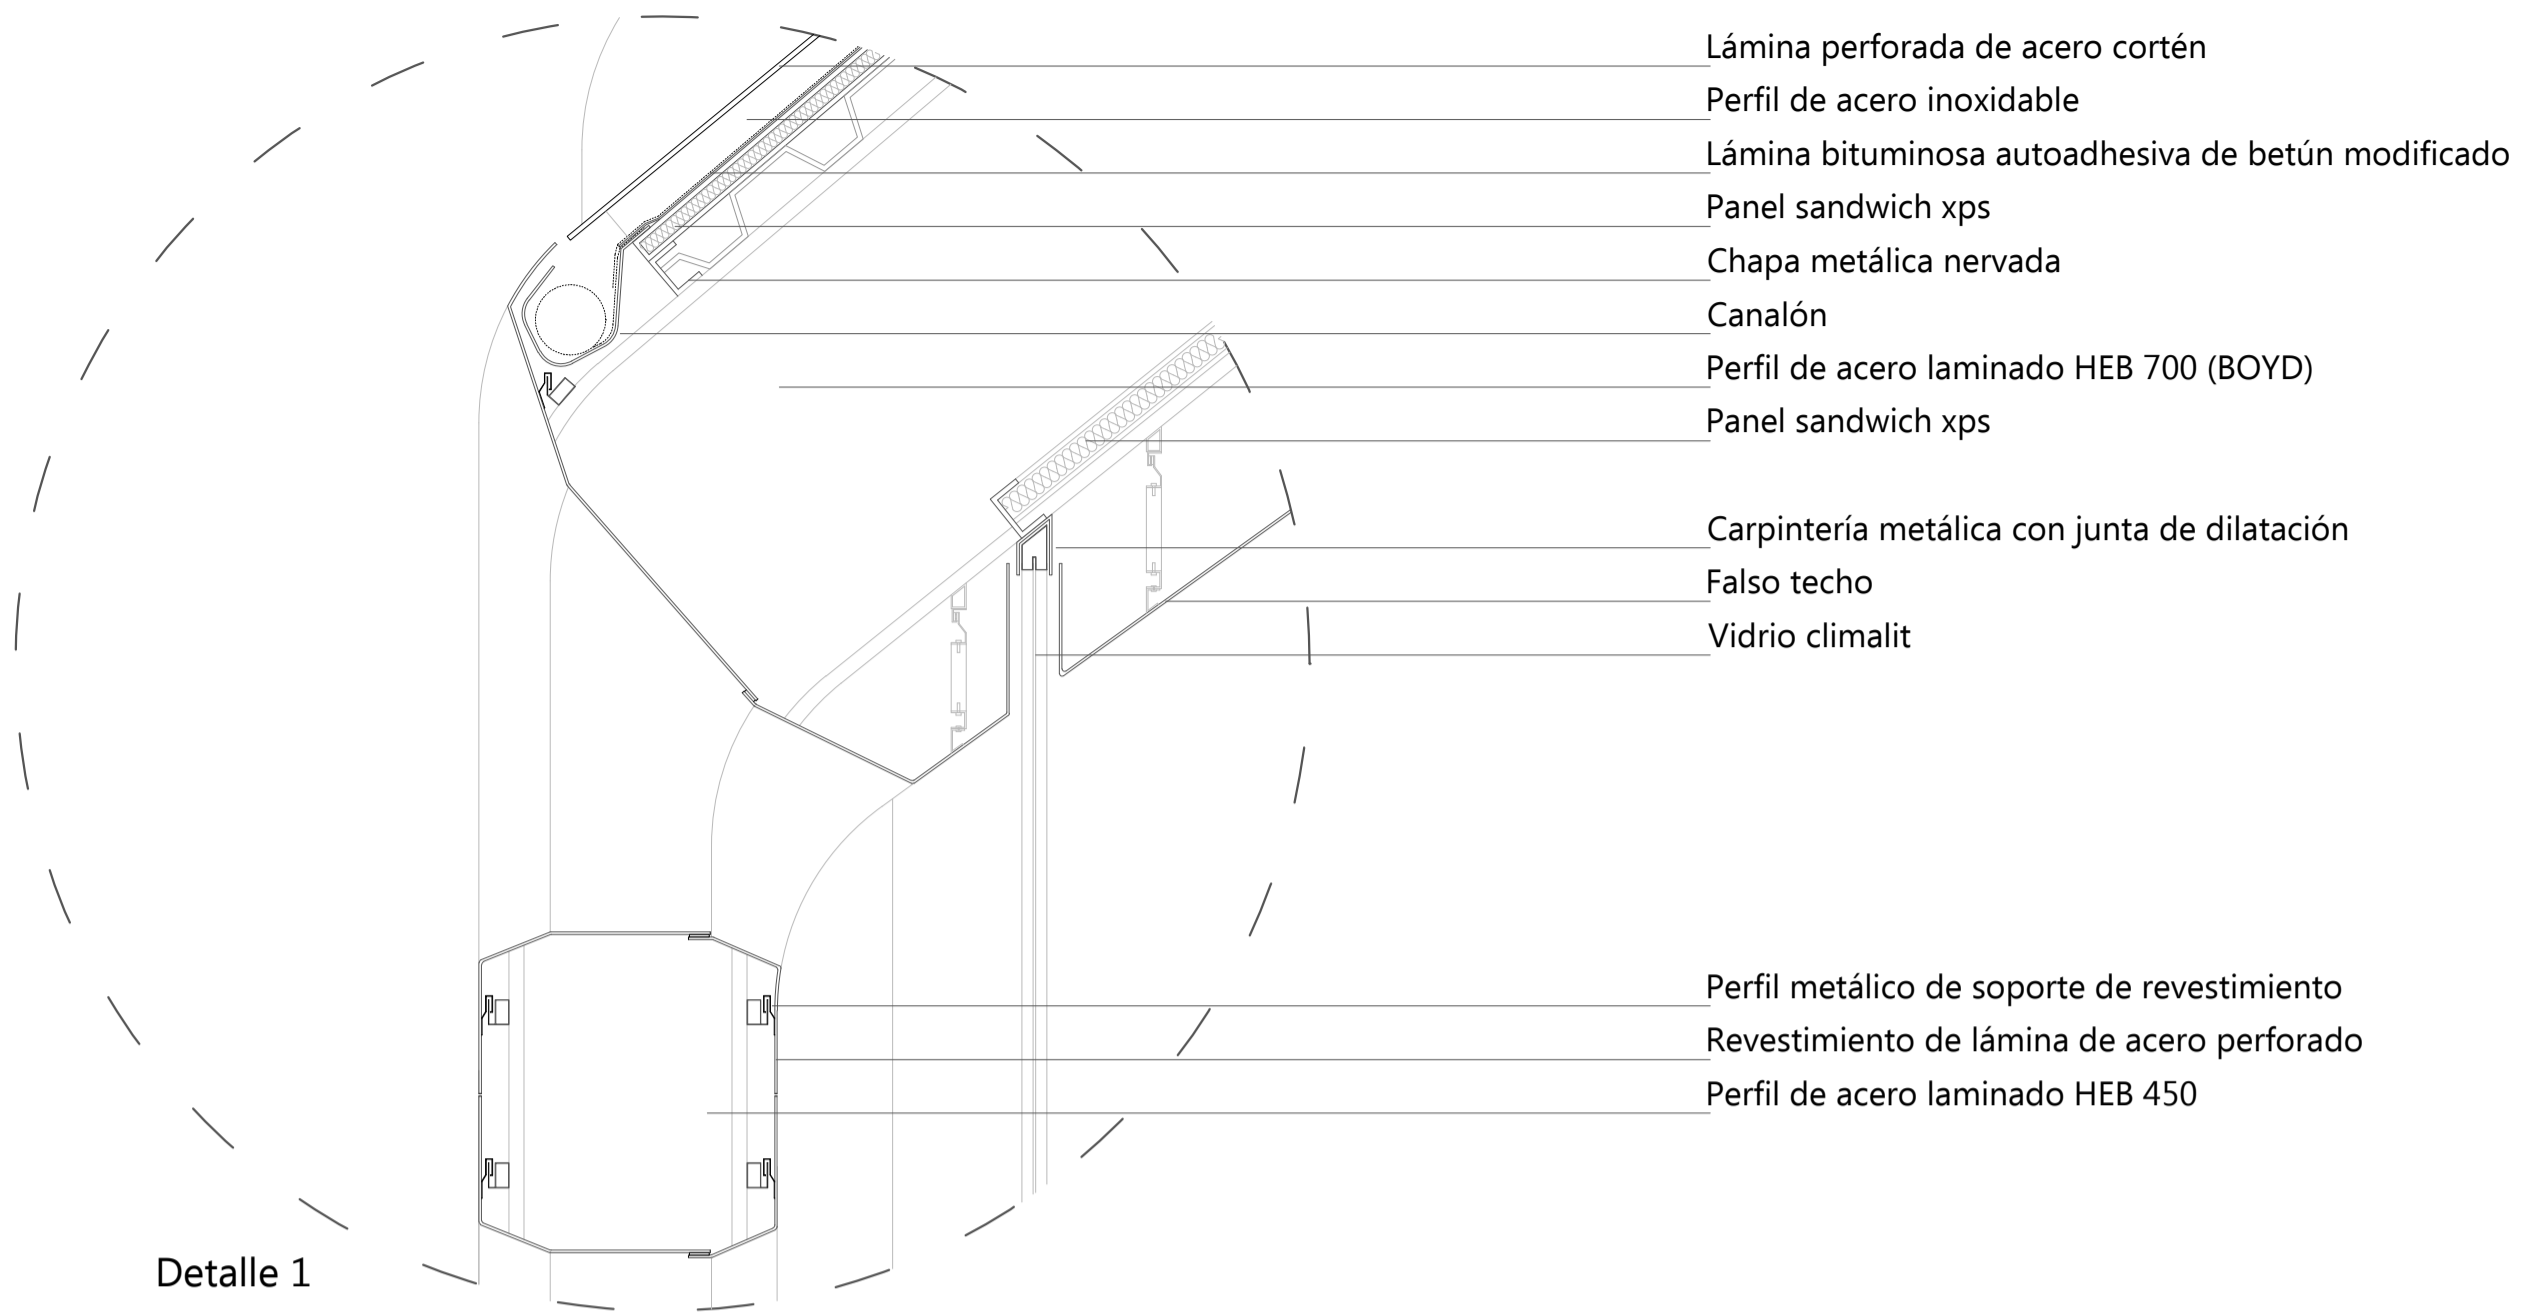 Lámina perforada de acero cortén
Perfil de acero inoxidable
Lámina bituminosa autoadhesiva de betún modificado
Panel sandwich xps
Chapa metálica nervada
Canalón
Perfil de acero laminado HEB 700 (BOYD)
Panel sandwich xps
Carpintería metálica con junta de dilatación
Falso techo
Vidrio climalit
Perfil metálico de soporte de revestimiento
Revestimiento de lámina de acero perforado
Perfil de acero laminado HEB 450
Detalle 1